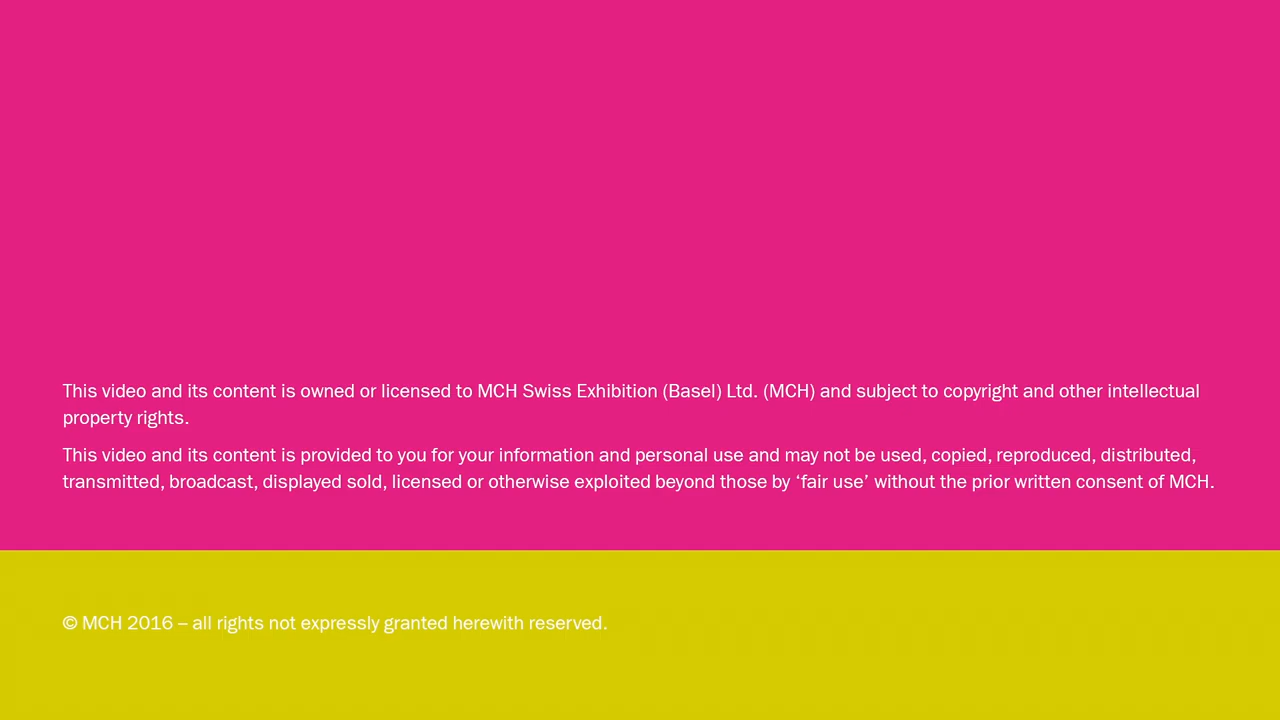 This video and its content is owned or licensed to MCH Swiss Exhibition (Basel) Ltd. (MCH) and subject to copyright and other intellectual
property rights.
This video and its content is provided to you for your information and personal use and may not be used, copied, reproduced, distributed,
transmitted, broadcast, displayed sold, licensed or otherwise exploited beyond those by ‘fair use’ without the prior written consent of MCH.
© MCH 2016 – all rights not expressly granted herewith reserved.